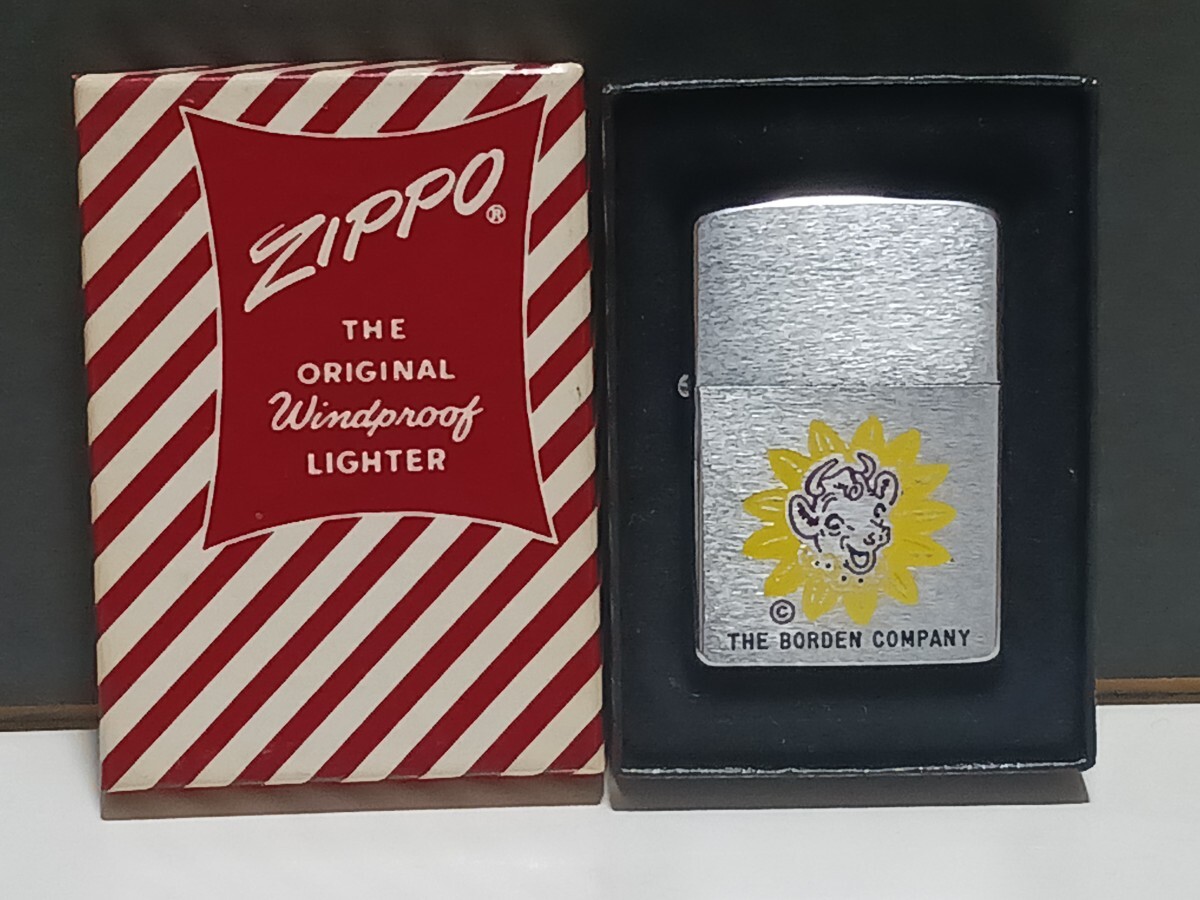 ZIPPO®
THE
ORIGINAL
Windproof
LIGHTER
©
THE BORDEN COMPANY